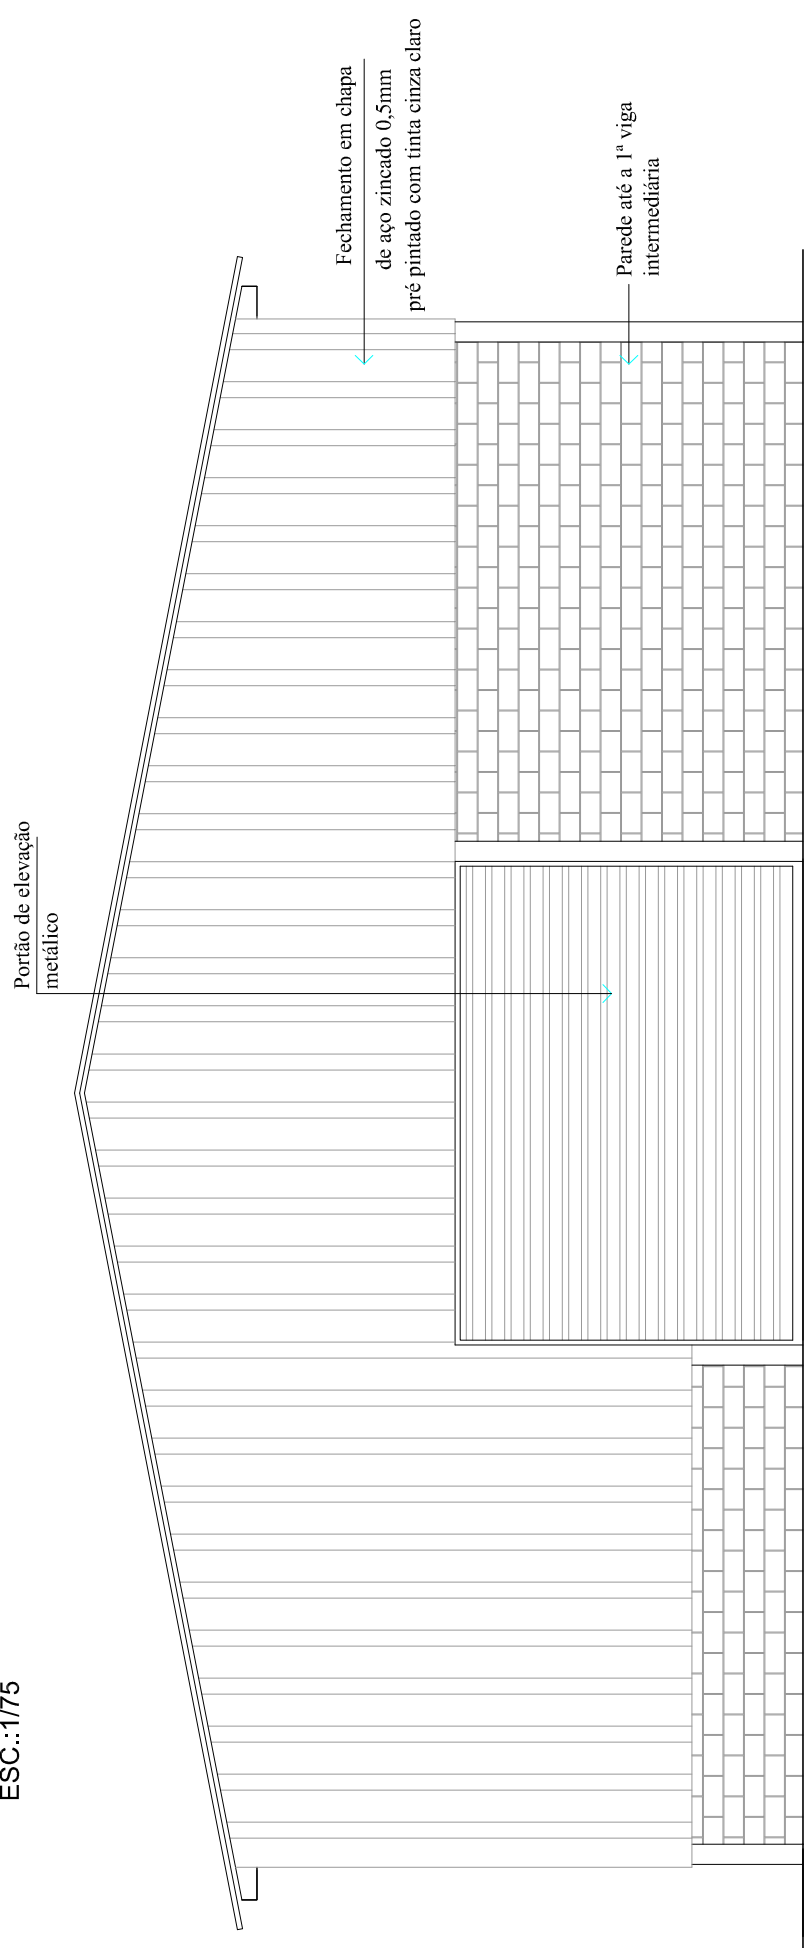 ESC.:1/75
Portão de elevação
metálico
Fechamento em chapa
de aço zincado 0,5mm
pré pintado com tinta cinza claro
Parede até a 1ª viga
intermediária